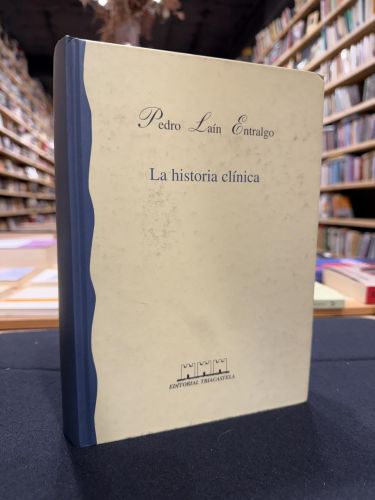 Pedro Laín Entralgo
La historia clínica
EDITORIAL TRIACASTELA